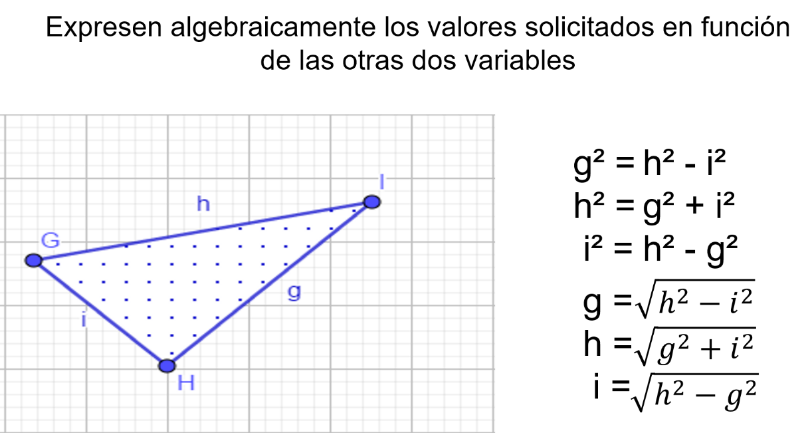 Expresen algebraicamente los valores solicitados en función
de las otras dos variables
I
h
G
g
i
H
g² = h² - i²
h² = g² + i²
i² = h² - g²
g =√(h² − i²)
h =√(g² + i²)
i =√(h² − g²)